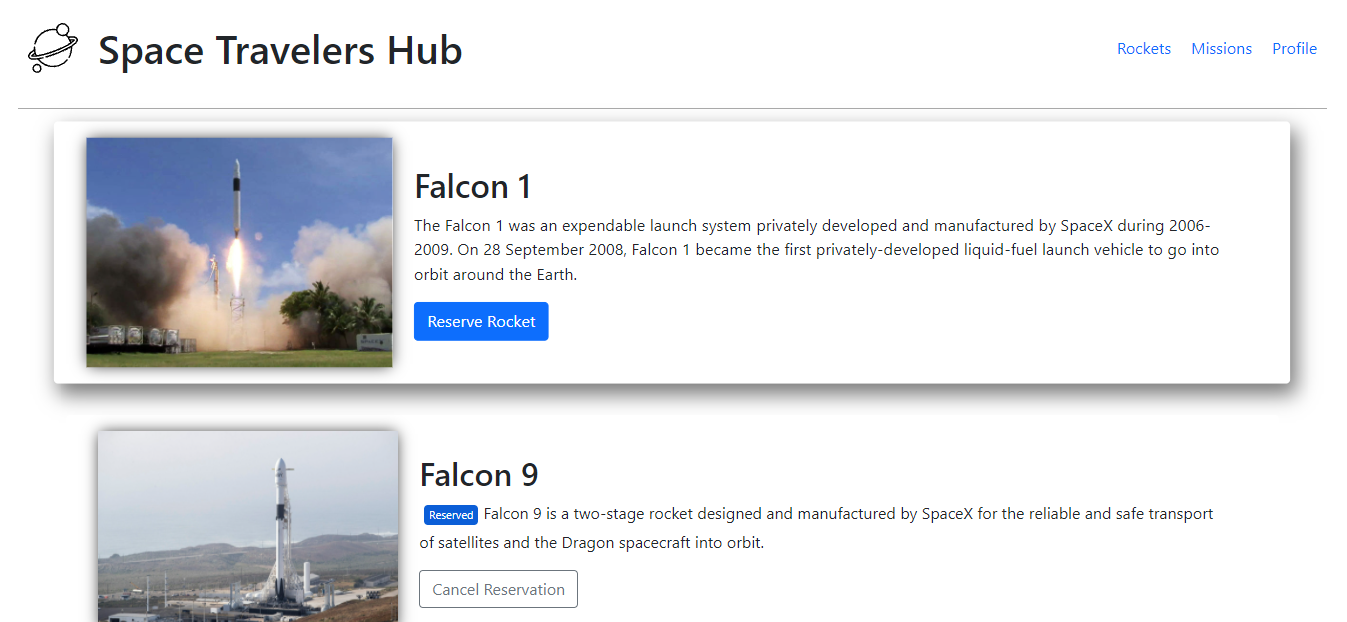 Space Travelers Hub
Rockets Missions Profile
Falcon 1
The Falcon 1 was an expendable launch system privately developed and manufactured by SpaceX during 2006-
2009. On 28 September 2008, Falcon 1 became the first privately-developed liquid-fuel launch vehicle to go into
orbit around the Earth.
Reserve Rocket
Falcon 9
Reserved Falcon 9 is a two-stage rocket designed and manufactured by SpaceX for the reliable and safe transport
of satellites and the Dragon spacecraft into orbit.
Cancel Reservation